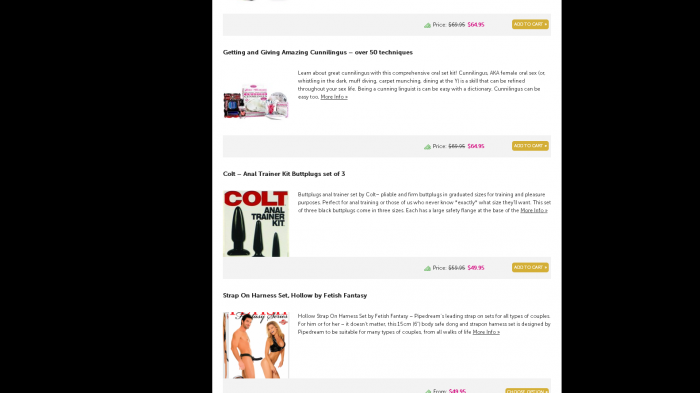 Price: $69.95 $64.95 ADD TO CART »
Getting and Giving Amazing Cunnilingus – over 50 techniques
Learn about great cunnilingus with this comprehensive oral set kit! Cunnilingus, AKA female oral sex (or,
whistling in the dark, muff diving, carpet munching, dining at the Y) is a skill that can be refined
throughout your sex life. Being a cunning linguist is can be easy with a dictionary. Cunnilingus can be
easy too. More Info »
Price: $69.95 $64.95 ADD TO CART »
Colt – Anal Trainer Kit Buttplugs set of 3
COLT
ANAL
TRAINER
KIT
Buttplugs anal trainer set by Colt– pliable and firm buttplugs in graduated sizes for training and pleasure
purposes. Perfect for anal training or those of us who never know *exactly* what size they'll want. This set
of three black buttplugs come in three sizes. Each has a large safety flange at the base of the More Info »
Price: $59.95 $49.95 ADD TO CART »
Strap On Harness Set, Hollow by Fetish Fantasy
Fantasy Series
Hollow Strap On Harness Set by Fetish Fantasy – Pipedream's leading strap on sets for all types of couples.
For him or for her – it doesn't matter, this 15cm (6") body safe dong and strapon harness set is designed by
Pipedream to be suitable for many types of couples, from all walks of life. More Info »
From: $49.95 CHOOSE OPTION »